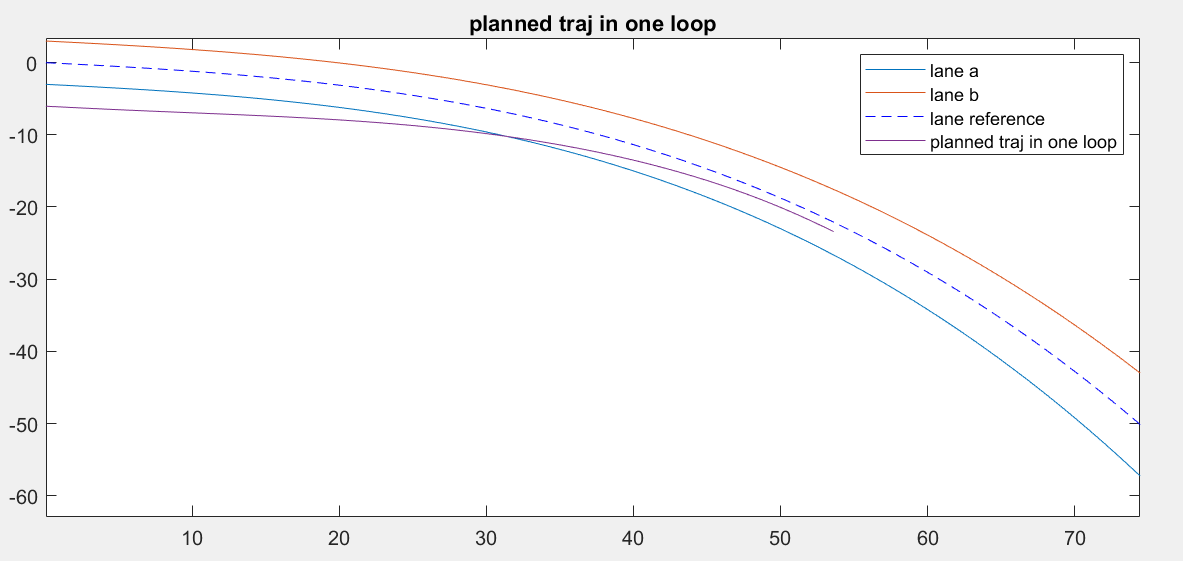 planned traj in one loop
lane a
lane b
lane reference
planned traj in one loop
0
-10
-20
-30
-40
-50
-60
10 20 30 40 50 60 70